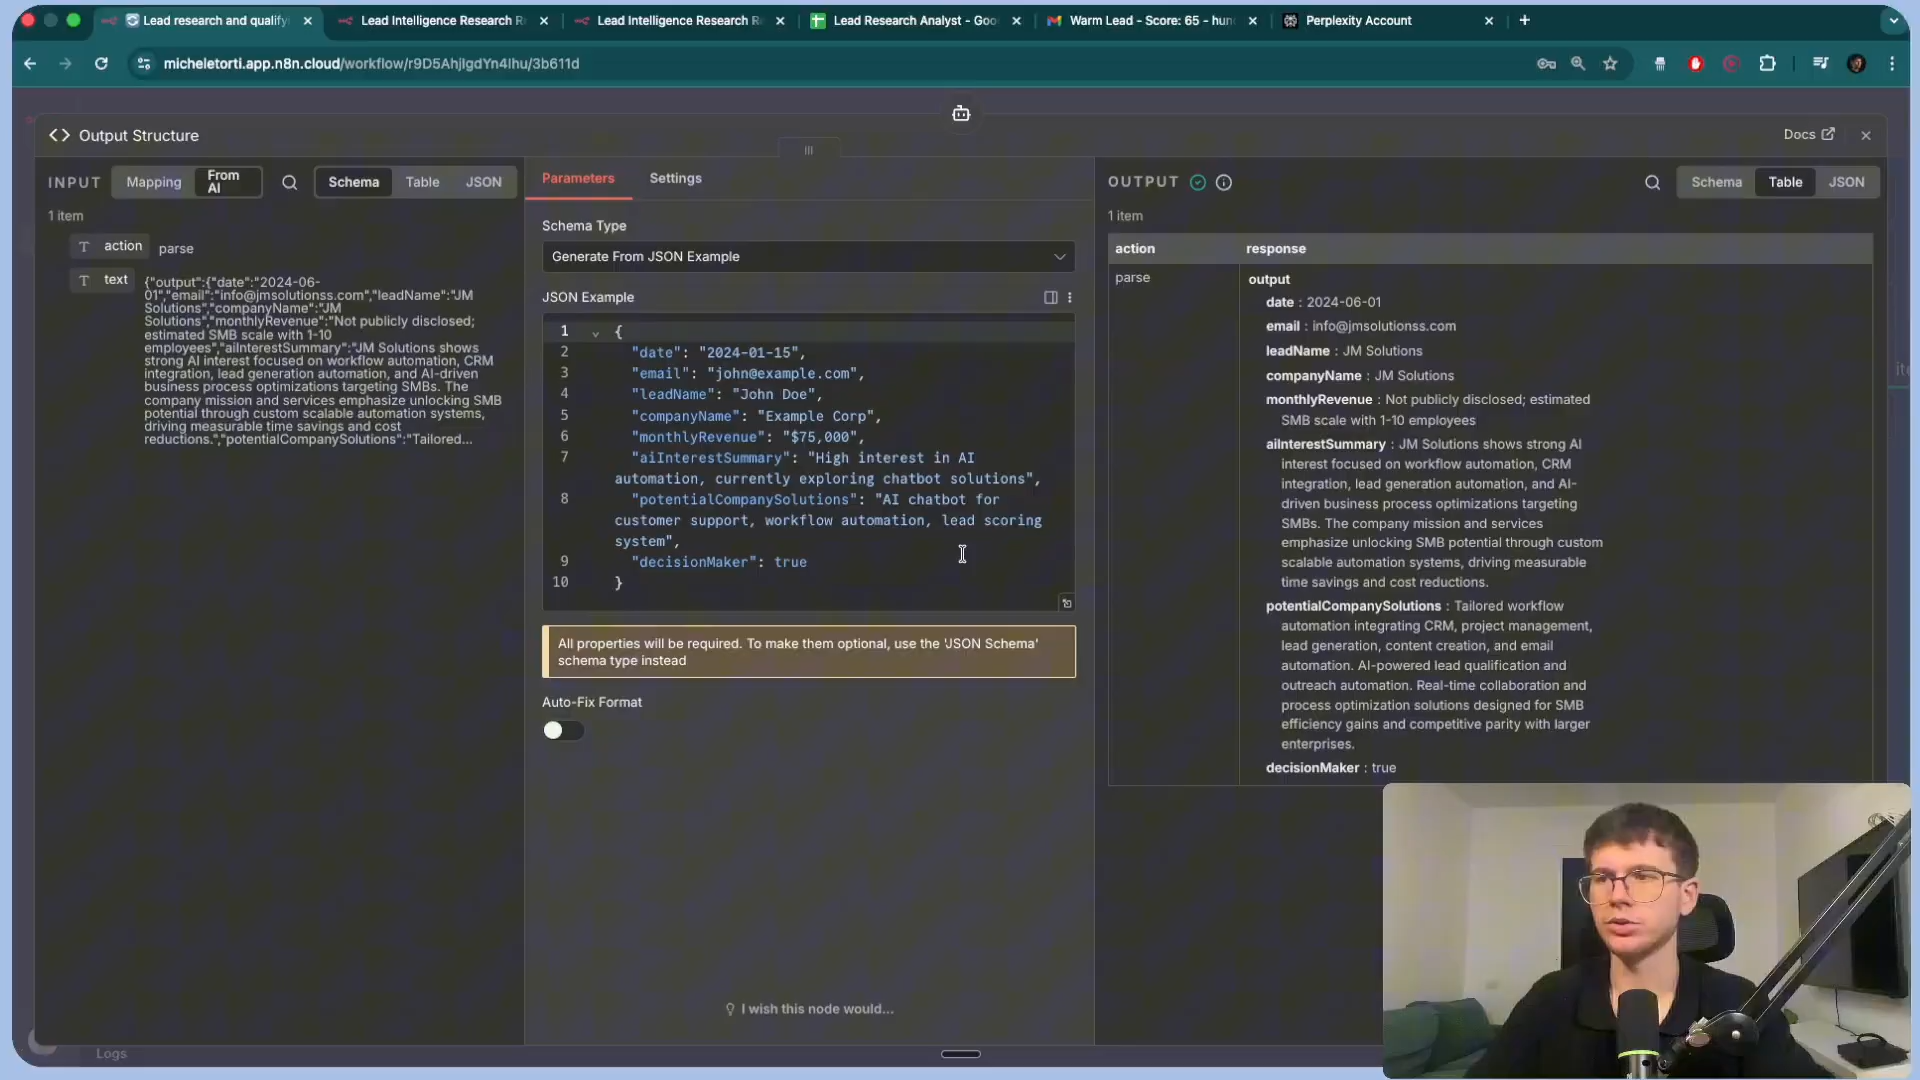 Lead research and qualifyi
Lead Intelligence Research R
Lead Intelligence Research Re
Lead Research Analyst - Goo
Warm Lead - Score: 65 - hun
Perplexity Account
micheletorti.app.n8n.cloud/workflow/r9D5AhjIgdYn4lhu/3b611d
Output Structure
Docs
INPUT
Mapping
From AI
Schema
Table
JSON
1 item
action
parse
text
{"output":{"date":"2024-06-
01","email":"info@jmsolutionss.com","leadName":"JM
Solutions","companyName":"JM
Solutions","monthlyRevenue":"Not publicly disclosed;
estimated SMB scale with 1-10
employees","aiInterestSummary":"JM Solutions shows
strong AI interest focused on workflow automation, CRM
integration, lead generation automation, and AI-driven
business process optimizations targeting SMBs. The
company mission and services emphasize unlocking SMB
potential through custom scalable automation systems,
driving measurable time savings and cost
reductions.","potentialCompanySolutions":"Tailored...
Parameters
Settings
Schema Type
Generate From JSON Example
JSON Example
1 {
2 "date": "2024-01-15",
3 "email": "john@example.com",
4 "leadName": "John Doe",
5 "companyName": "Example Corp",
6 "monthlyRevenue": "$75,000",
7 "aiInterestSummary": "High interest in AI
automation, currently exploring chatbot solutions",
8 "potentialCompanySolutions": "AI chatbot for
customer support, workflow automation, lead scoring
system",
9 "decisionMaker": true
10 }
All properties will be required. To make them optional, use the 'JSON Schema'
schema type instead
Auto-Fix Format
I wish this node would...
OUTPUT
Schema
Table
JSON
1 item
action
response
parse
output
date : 2024-06-01
email : info@jmsolutionss.com
leadName : JM Solutions
companyName : JM Solutions
monthlyRevenue : Not publicly disclosed; estimated
SMB scale with 1-10 employees
aiInterestSummary : JM Solutions shows strong AI
interest focused on workflow automation, CRM
integration, lead generation automation, and AI-
driven business process optimizations targeting
SMBs. The company mission and services
emphasize unlocking SMB potential through custom
scalable automation systems, driving measurable
time savings and cost reductions.
potentialCompanySolutions : Tailored workflow
automation integrating CRM, project management,
lead generation, content creation, and email
automation. AI-powered lead qualification and
outreach automation. Real-time collaboration and
process optimization solutions designed for SMB
efficiency gains and competitive parity with larger
enterprises.
decisionMaker : true
Logs